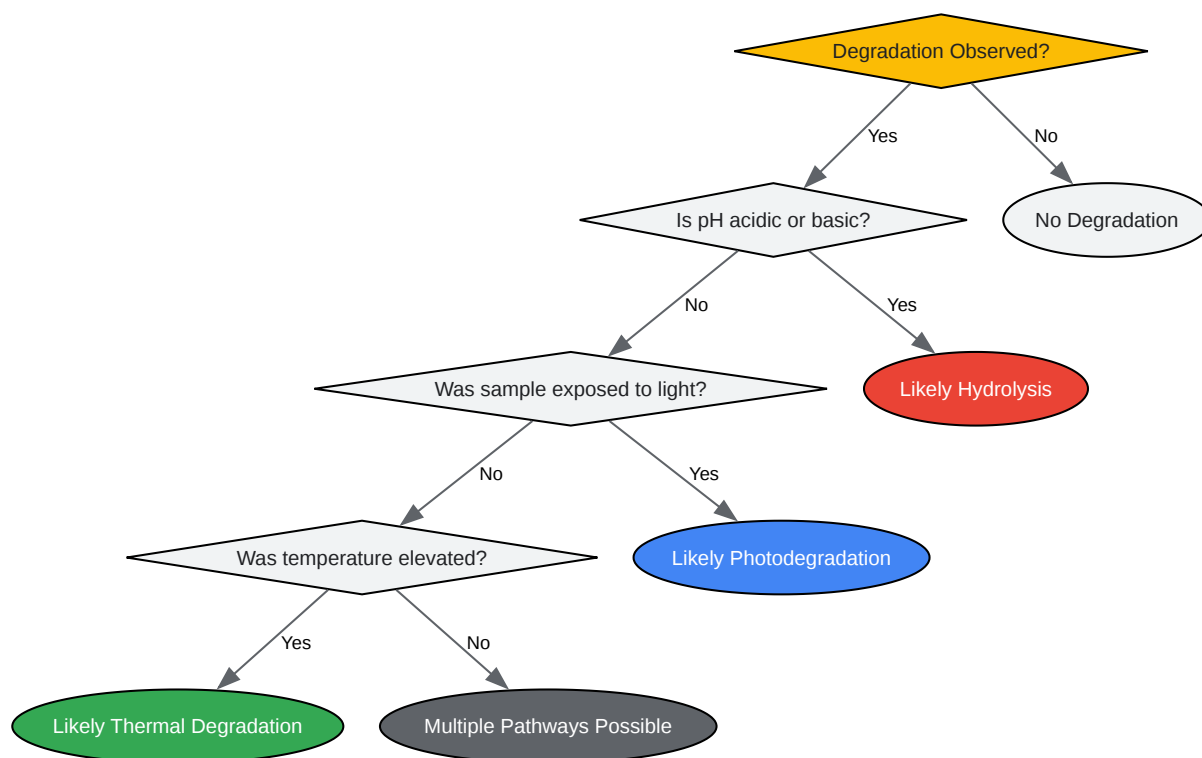 Degradation Observed?
Yes
No
Is pH acidic or basic?
No Degradation
No
Yes
Was sample exposed to light?
Likely Hydrolysis
No
Yes
Was temperature elevated?
Likely Photodegradation
Yes
No
Likely Thermal Degradation
Multiple Pathways Possible